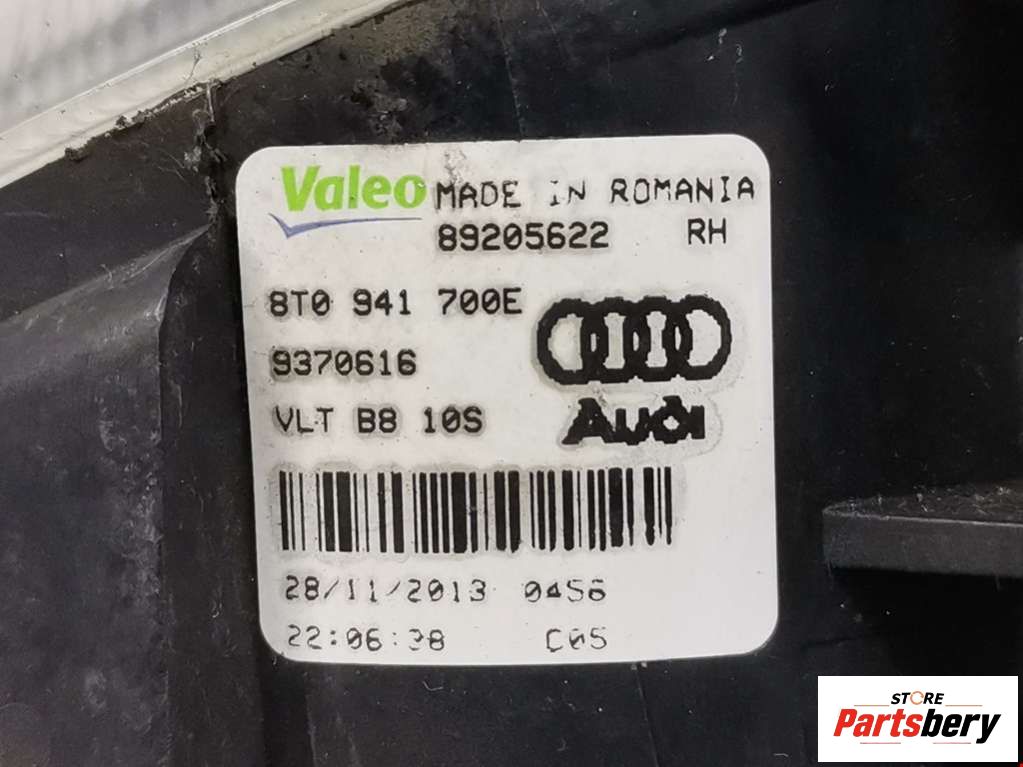 Valeo MADE IN ROMANIA
89205622 RH
8T0 941 700E
9370616
VLT B8 10S
Audi
28/11/2013 0456
22:06:38 C05
STORE
Partsbery